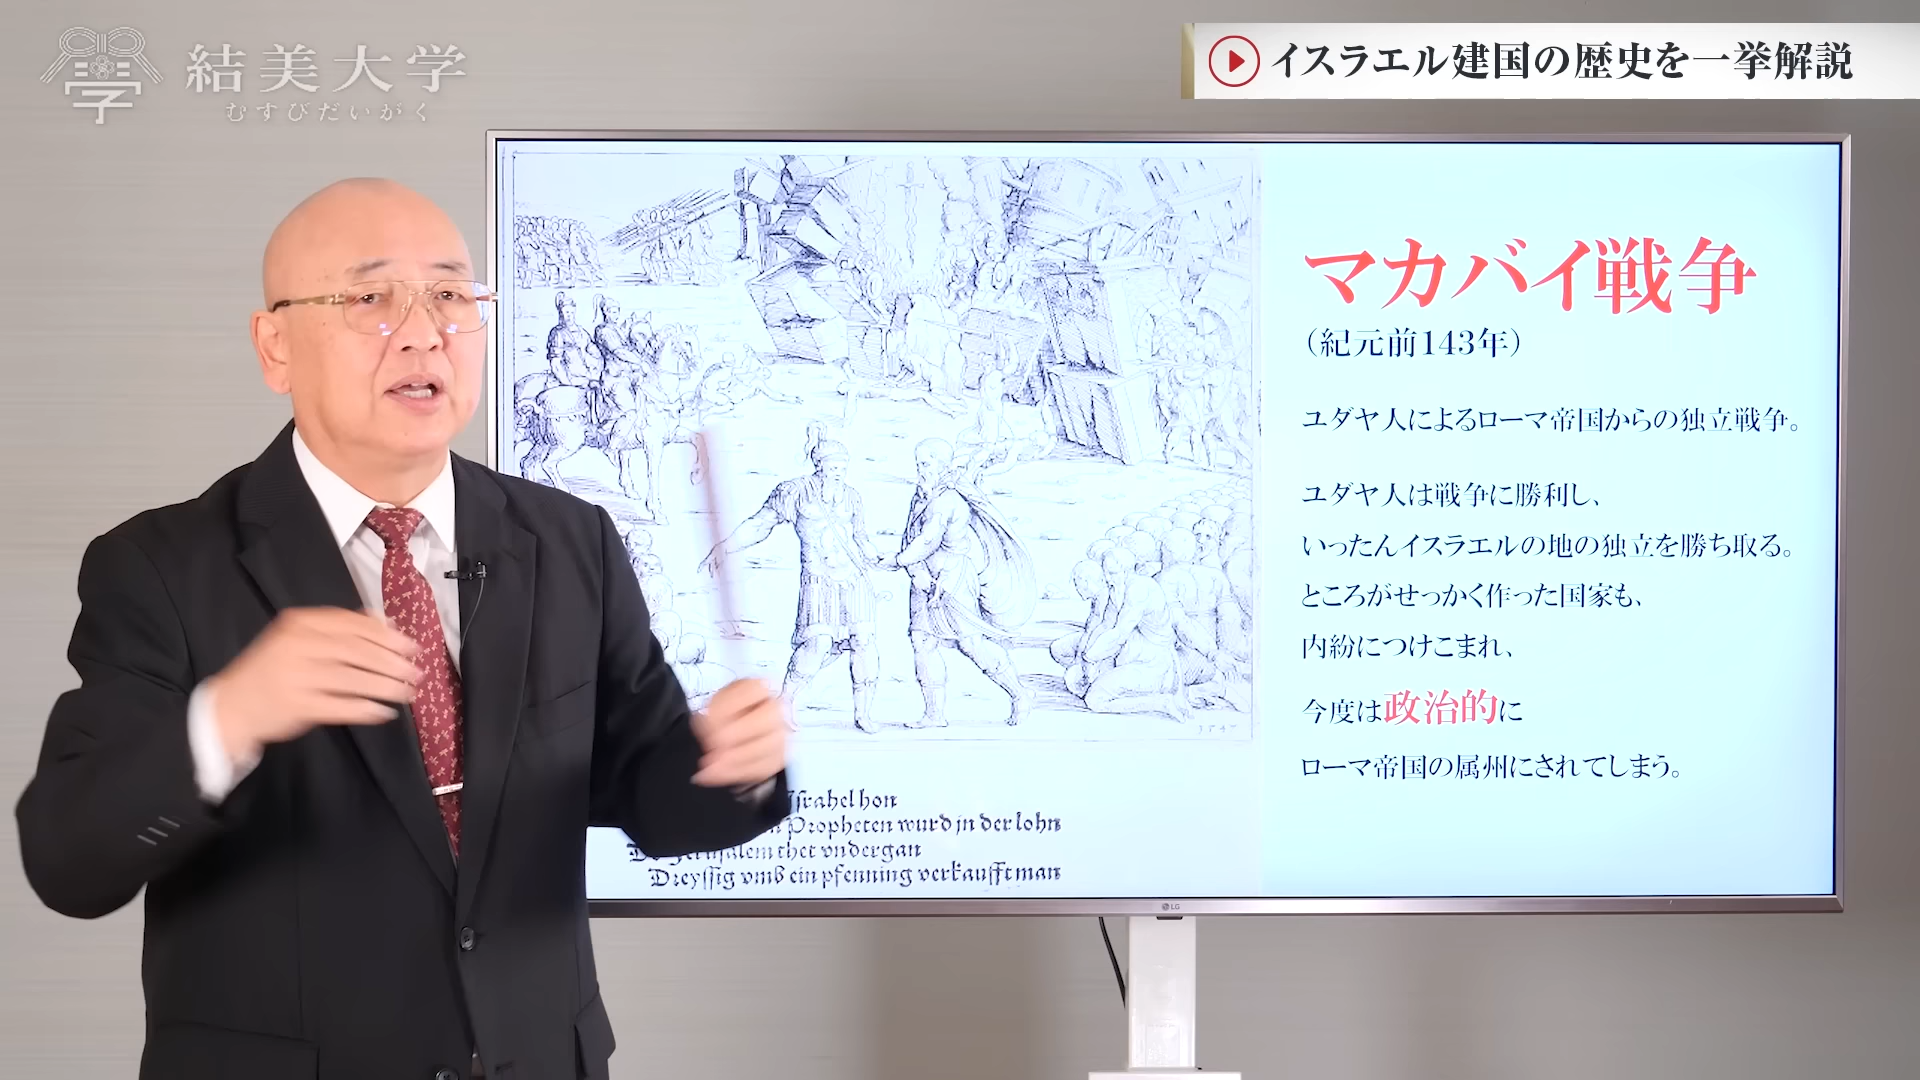 結美大学
むすびだいがく
イスラエル建国の歴史を一挙解説
マカバイ戦争
（紀元前143年）
ユダヤ人によるローマ帝国からの独立戦争。
ユダヤ人は戦争に勝利し、
いったんイスラエルの地の独立を勝ち取る。
ところがせっかく作った国家も、
内紛につけこまれ、
今度は政治的に
ローマ帝国の属州にされてしまう。
Jſrahel hon
Propheten wurd jn der lohn
Jeruſalem thet vndergan
Dreyſſig vmb ein pfenning verkaufft man
LG